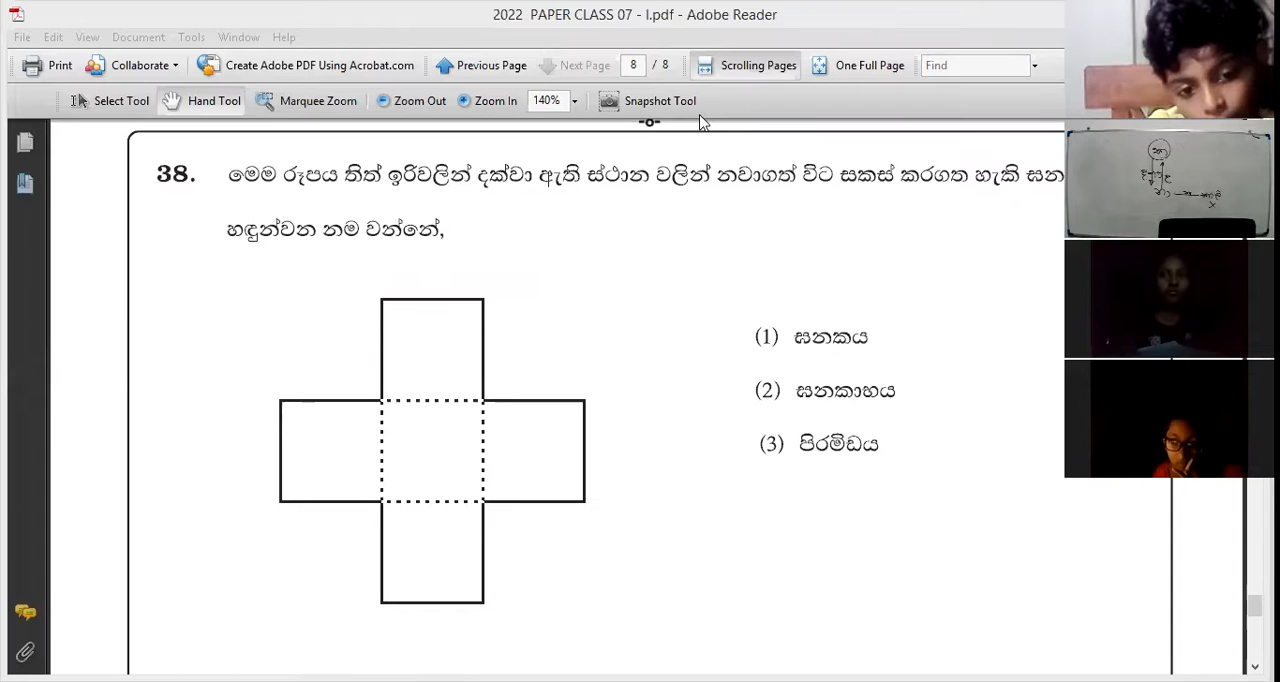 2022 PAPER CLASS 07 - I.pdf - Adobe Reader
File Edit View Document Tools Window Help
Print Collaborate Create Adobe PDF Using Acrobat.com Previous Page Next Page 8 / 8 Scrolling Pages One Full Page Find
Select Tool Hand Tool Marquee Zoom Zoom Out Zoom In 140% Snapshot Tool
-8-
38. මෙම රූපය තිත් ඉරිවලින් දක්වා ඇති ස්ථාන වලින් නවාගත් විට සකස් කරගත හැකි ඝන
හඳුන්වන නම වන්නේ,
(1) ඝනකය
(2) ඝනකාභය
(3) පිරමිඩය